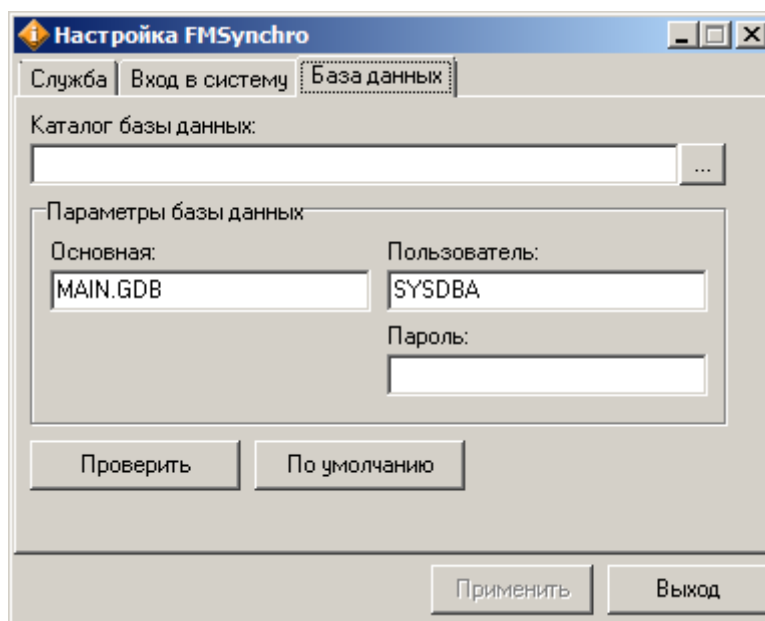 Настройка FMSynchro
Служба Вход в систему База данных
Каталог базы данных:
...
Параметры базы данных
Основная: Пользователь:
MAIN.GDB SYSDBA
Пароль:
Проверить По умолчанию
Применить Выход